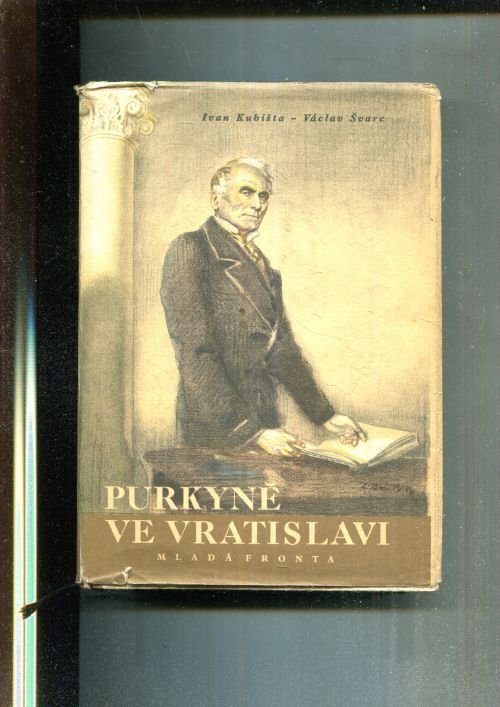 Ivan Kubišta – Václav Švarc
PURKYNĚ
VE VRATISLAVI
MLADÁ FRONTA